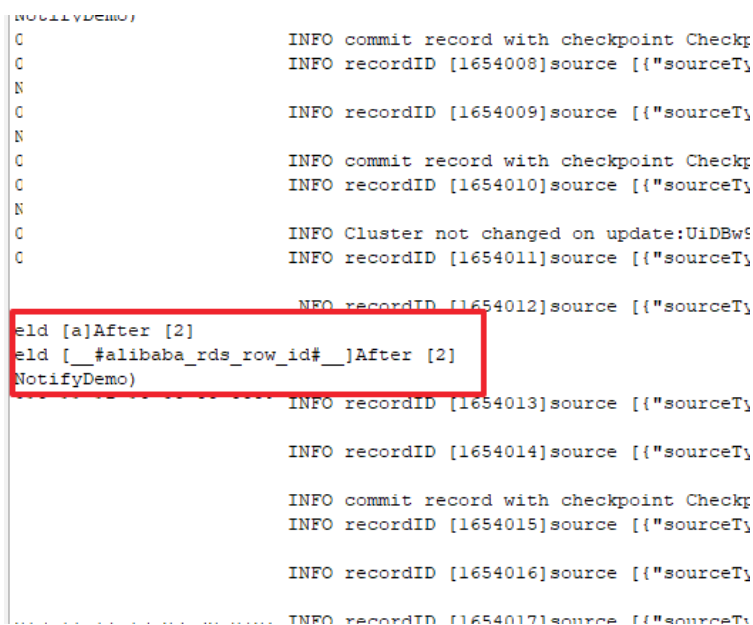 NotifyDemo)
INFO commit record with checkpoint Checkp
INFO recordID [1654008]source [{"sourceTy
N
INFO recordID [1654009]source [{"sourceTy
N
INFO commit record with checkpoint Checkp
INFO recordID [1654010]source [{"sourceTy
N
INFO Cluster not changed on update:UiDBw9
INFO recordID [1654011]source [{"sourceTy
NFO recordID [1654012]source [{"sourceTy
eld [a]After [2]
eld [__#alibaba_rds_row_id#__]After [2]
NotifyDemo)
INFO recordID [1654013]source [{"sourceTy
INFO recordID [1654014]source [{"sourceTy
INFO commit record with checkpoint Checkp
INFO recordID [1654015]source [{"sourceTy
INFO recordID [1654016]source [{"sourceTy
INFO recordID [1654017]source [{"sourceTy